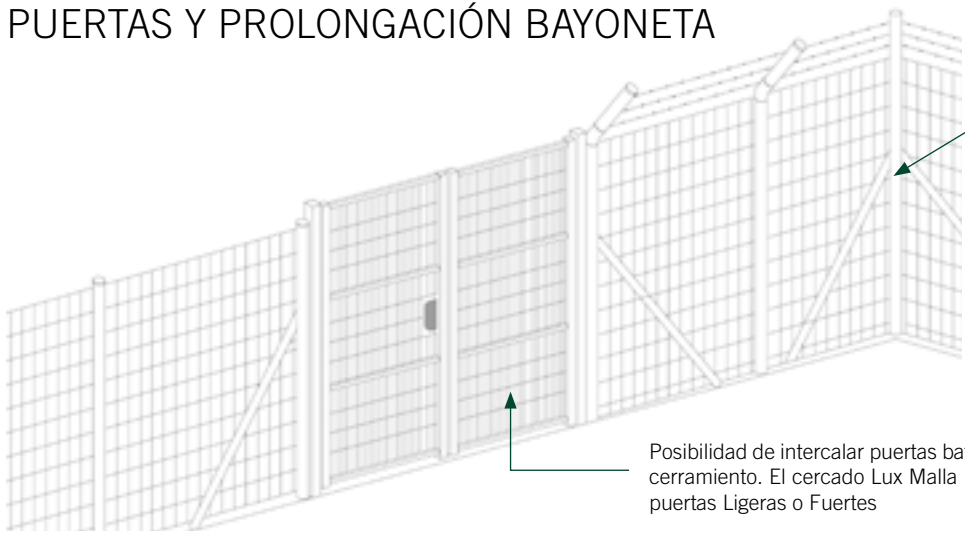 PUERTAS Y PROLONGACIÓN BAYONETA
Posibilidad de intercalar puertas ba
cerramiento. El cercado Lux Malla
puertas Ligeras o Fuertes